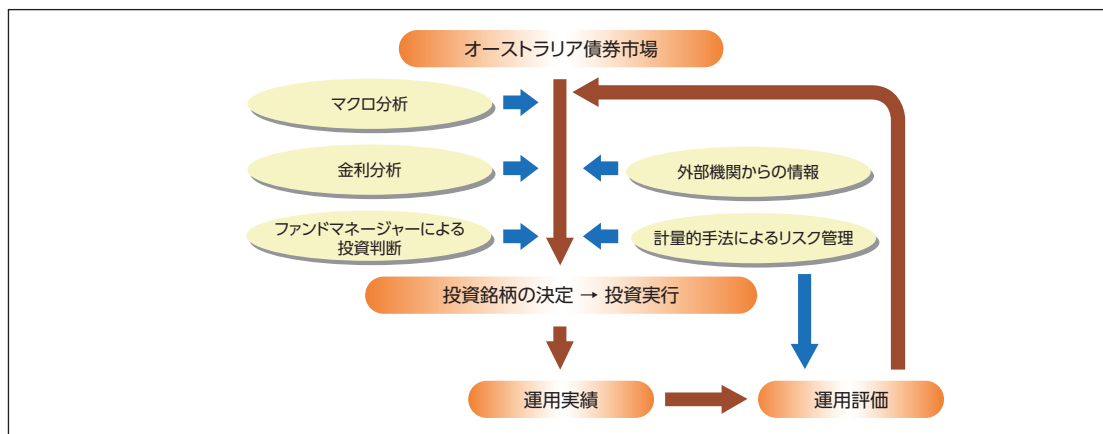 オーストラリア債券市場
マクロ分析
金利分析
外部機関からの情報
ファンドマネージャーによる
投資判断
計量的手法によるリスク管理
投資銘柄の決定 → 投資実行
運用実績
運用評価